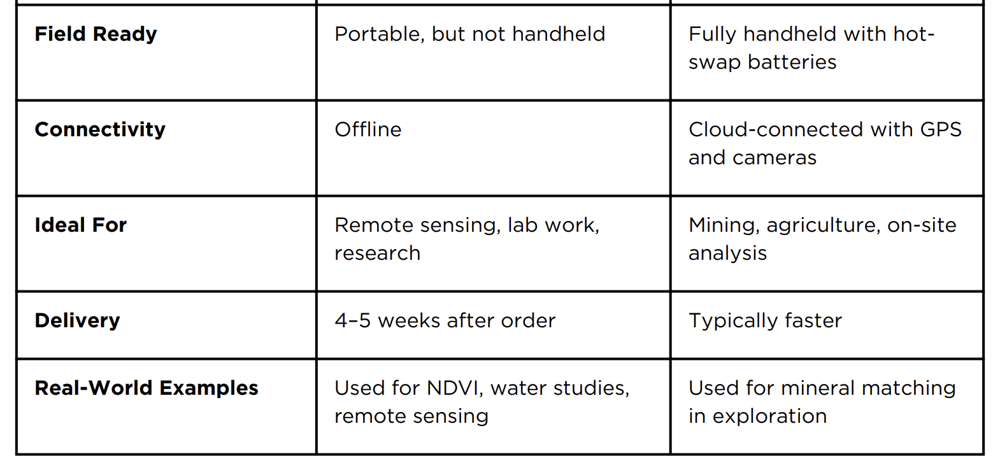 Field Ready
Portable, but not handheld
Fully handheld with hot-
swap batteries
Connectivity
Offline
Cloud-connected with GPS
and cameras
Ideal For
Remote sensing, lab work,
research
Mining, agriculture, on-site
analysis
Delivery
4–5 weeks after order
Typically faster
Real-World Examples
Used for NDVI, water studies,
remote sensing
Used for mineral matching
in exploration